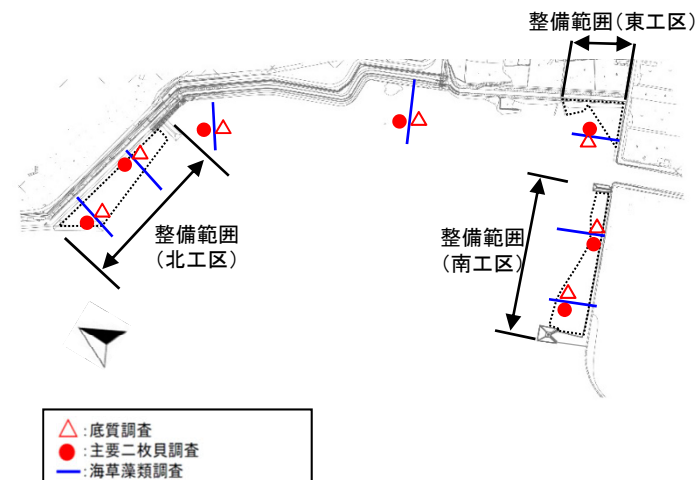 整備範囲（東工区）
整備範囲
（北工区）
整備範囲
（南工区）
：底質調査
：主要二枚貝調査
：海草藻類調査